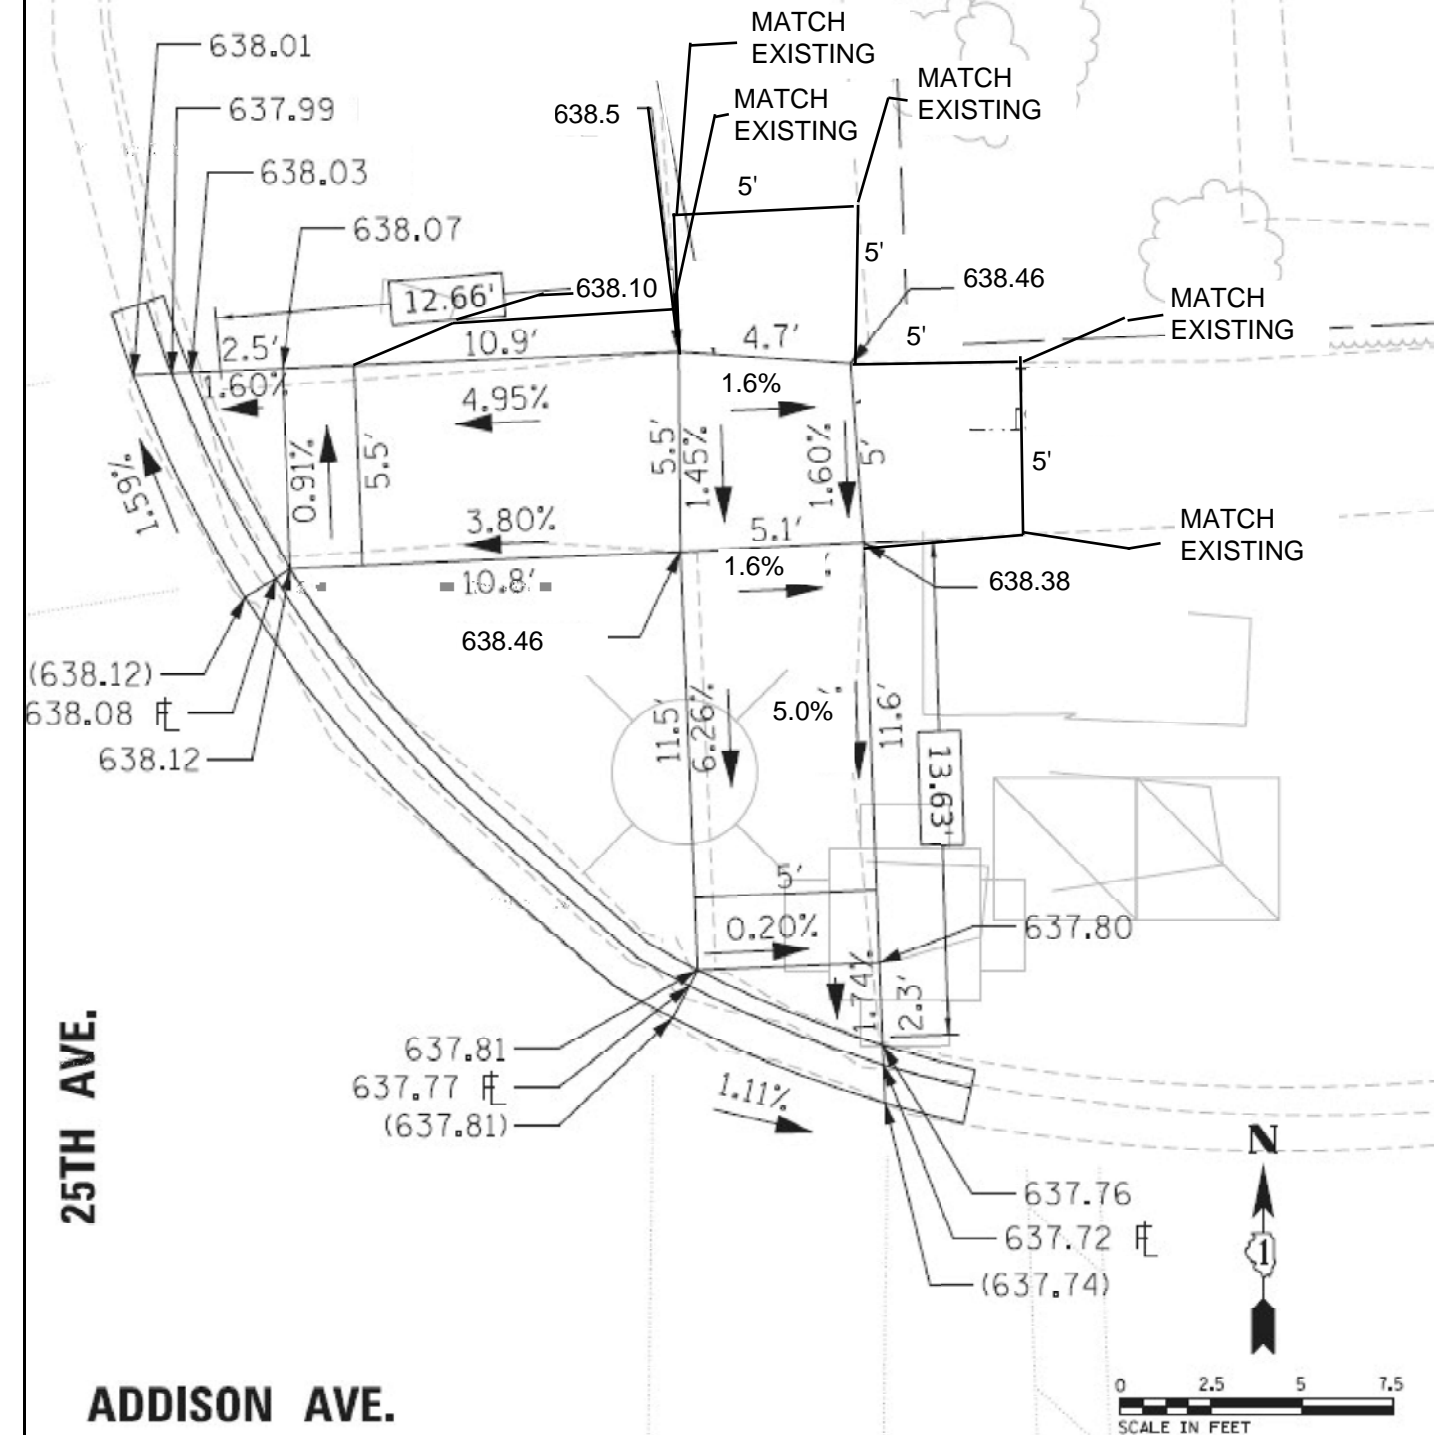 MATCH
EXISTING
638.01
MATCH
EXISTING
637.99
638.5
MATCH
EXISTING
638.03
5'
638.07
5'
638.46
12.66'
638.10
MATCH
EXISTING
2.5'
10.9'
4.7'
5'
1.60%
4.95%
1.6%
5.5'
1.45%
1.60%
5'
5'
0.91%
5.5'
1.59%
3.80%
5.1'
MATCH
EXISTING
10.8'
1.6%
638.38
638.46
(638.12)
638.08 FL
638.12
11.5'
6.26%
5.0%
11.6'
13.63'
5'
0.20%
637.80
1.74%
2.3'
637.81
637.77 FL
(637.81)
1.11%
637.76
637.72 FL
(637.74)
25TH AVE.
ADDISON AVE.
N
1
0 2.5 5 7.5
SCALE IN FEET